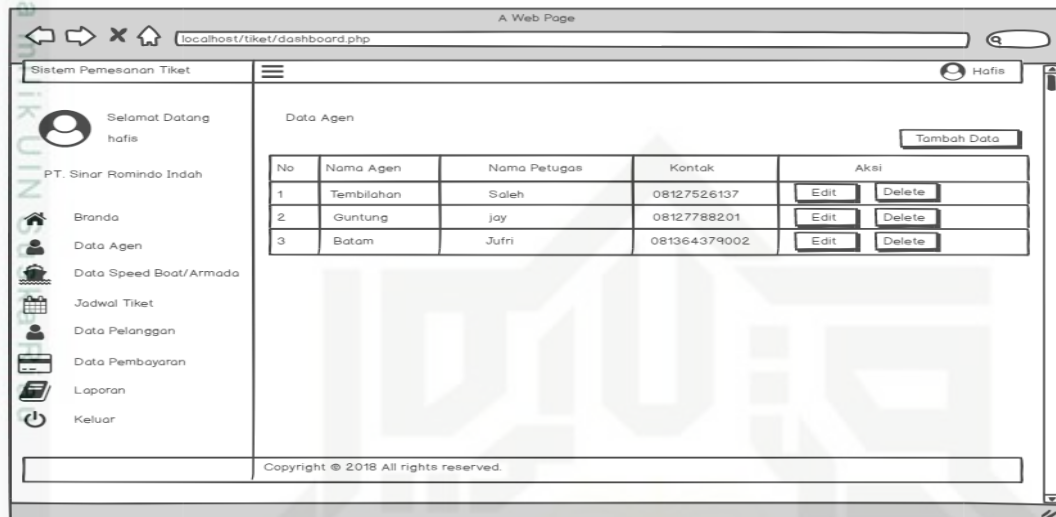 A Web Page
localhost/tiket/dashboard.php
Sistem Pemesanan Tiket
Hafis
Selamat Datang
hafis
PT. Sinar Romindo Indah
Branda
Data Agen
Data Speed Boat/Armada
Jadwal Tiket
Data Pelanggan
Data Pembayaran
Laporan
Keluar
Data Agen
Tambah Data
No Nama Agen Nama Petugas Kontak Aksi
1 Tembilahan Saleh 08127526137 Edit Delete
2 Guntung jay 08127788201 Edit Delete
3 Batam Jufri 081364379002 Edit Delete
Copyright © 2018 All rights reserved.
milik UIN